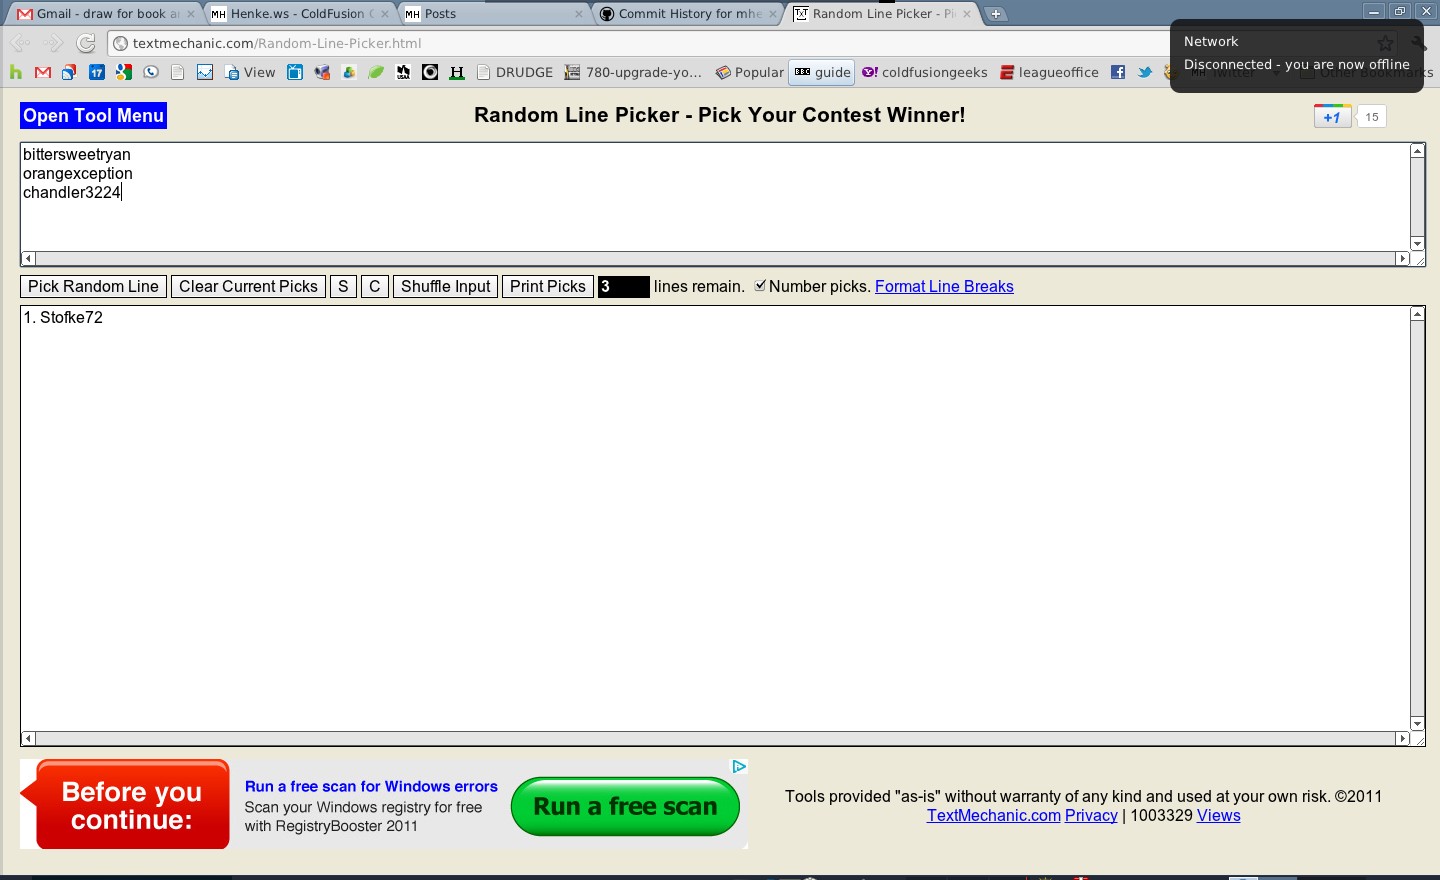 Gmail - draw for book a
Henke.ws - ColdFusion
Posts
Commit History for mhe
Random Line Picker - Pi
textmechanic.com/Random-Line-Picker.html
Network
Disconnected - you are now offline
h
17
View
USA
H
DRUDGE
780-upgrade-yo...
Popular
BBC guide
coldfusiongeeks
leagueoffice
Twitter
Other Bookmarks
Open Tool Menu
Random Line Picker - Pick Your Contest Winner!
+1
15
bittersweetryan
orangexception
chandler3224
Pick Random Line
Clear Current Picks
S
C
Shuffle Input
Print Picks
3
lines remain.
Number picks.
Format Line Breaks
1. Stofke72
Before you
continue:
Run a free scan for Windows errors
Scan your Windows registry for free
with RegistryBooster 2011
Run a free scan
Tools provided "as-is" without warranty of any kind and used at your own risk. ©2011
TextMechanic.com Privacy | 1003329 Views